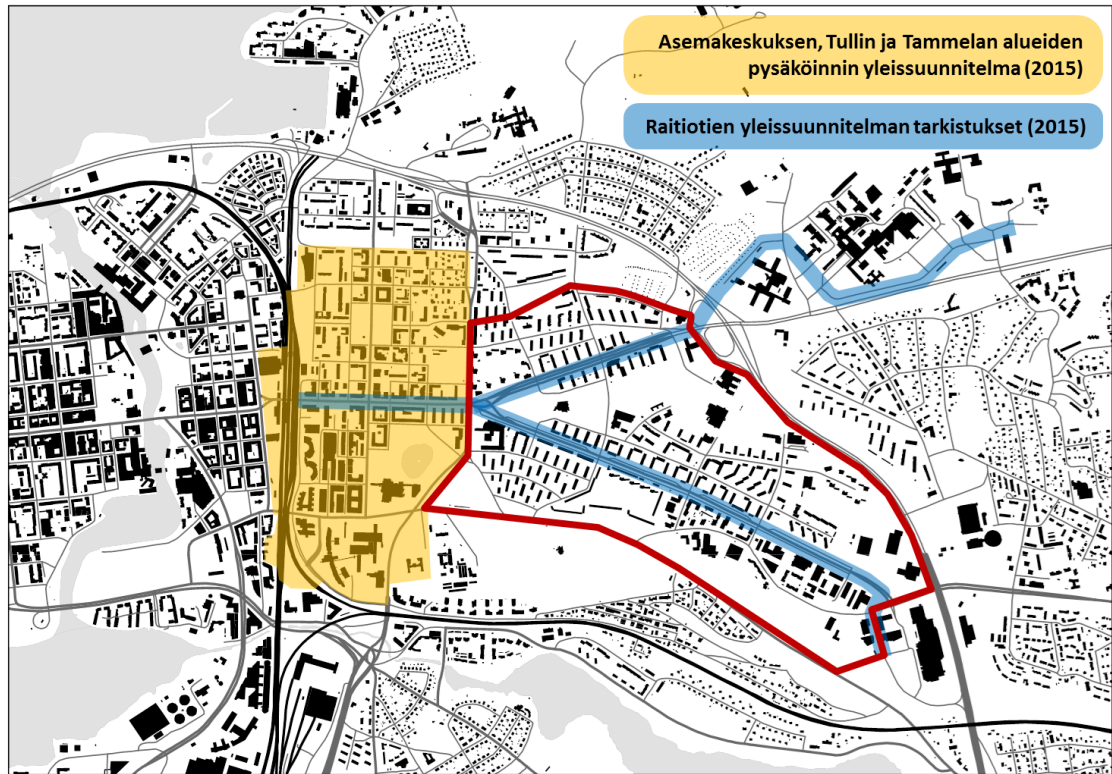 Asemakeskuksen, Tullin ja Tammelan alueiden
pysäköinnin yleissuunnitelma (2015)
Raitiotien yleissuunnitelman tarkistukset (2015)